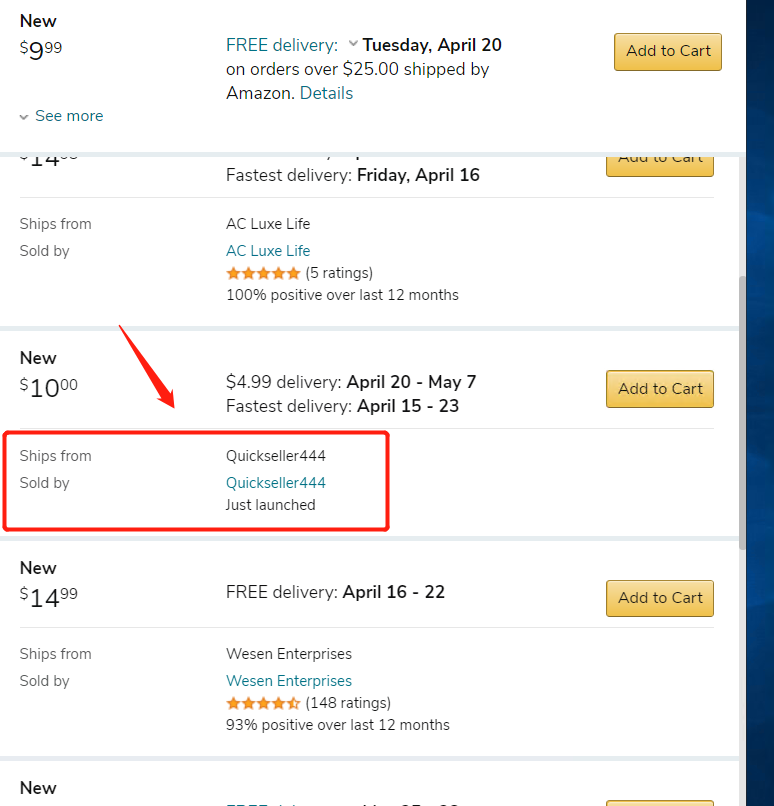 New
$9.99
FREE delivery: Tuesday, April 20
on orders over $25.00 shipped by
Amazon. Details
Add to Cart
See more
Fastest delivery: Friday, April 16
Add to Cart
Ships from AC Luxe Life
Sold by AC Luxe Life
(5 ratings)
100% positive over last 12 months
New
$10.00
$4.99 delivery: April 20 - May 7
Fastest delivery: April 15 - 23
Add to Cart
Ships from Quickseller444
Sold by Quickseller444
Just launched
New
$14.99
FREE delivery: April 16 - 22
Add to Cart
Ships from Wesen Enterprises
Sold by Wesen Enterprises
(148 ratings)
93% positive over last 12 months
New